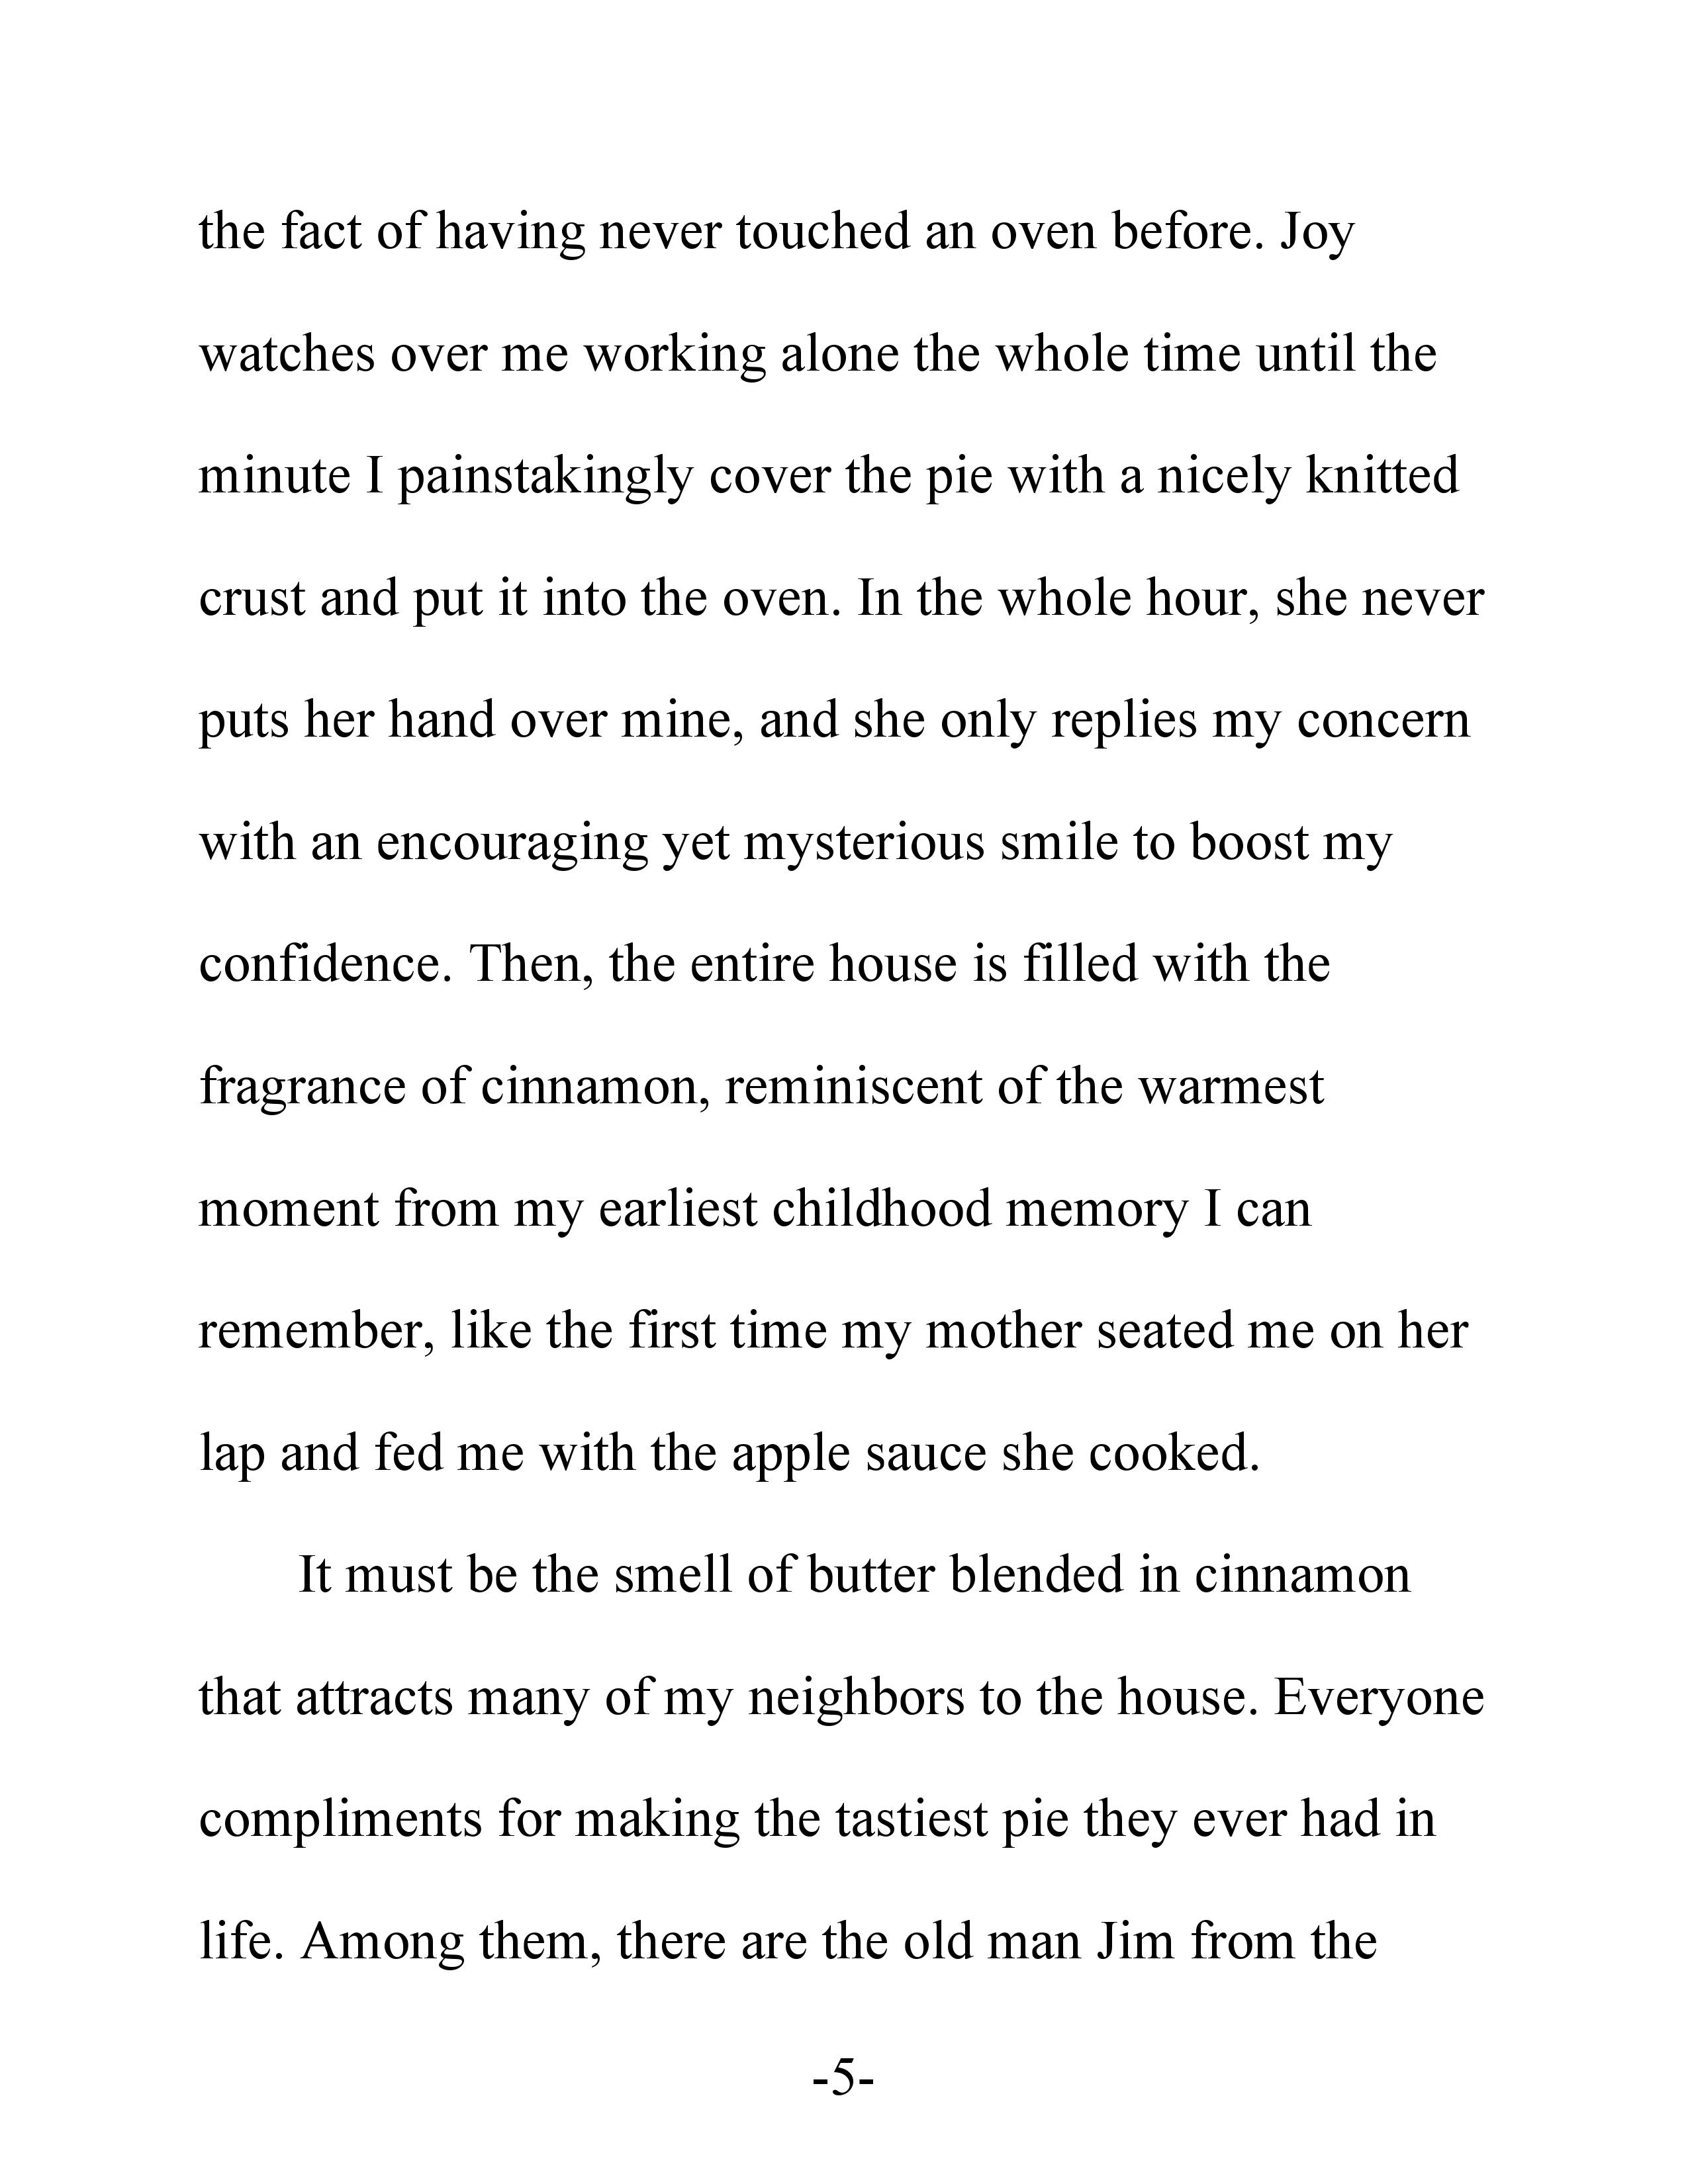 the fact of having never touched an oven before. Joy
watches over me working alone the whole time until the
minute I painstakingly cover the pie with a nicely knitted
crust and put it into the oven. In the whole hour, she never
puts her hand over mine, and she only replies my concern
with an encouraging yet mysterious smile to boost my
confidence. Then, the entire house is filled with the
fragrance of cinnamon, reminiscent of the warmest
moment from my earliest childhood memory I can
remember, like the first time my mother seated me on her
lap and fed me with the apple sauce she cooked.
It must be the smell of butter blended in cinnamon
that attracts many of my neighbors to the house. Everyone
compliments for making the tastiest pie they ever had in
life. Among them, there are the old man Jim from the
-5-